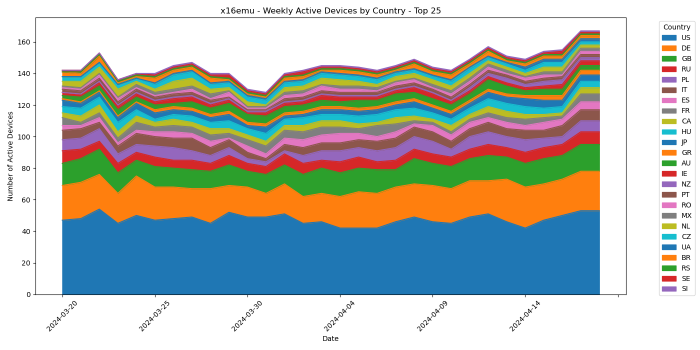 x16emu - Weekly Active Devices by Country - Top 25
Number of Active Devices
160
140
120
100
80
60
40
20
0
2024-03-20
2024-03-25
2024-03-30
2024-04-04
2024-04-09
2024-04-14
Date
Country
US
DE
GB
RU
PL
IT
ES
FR
CA
HU
JP
GR
AU
IE
NZ
PT
RO
MX
NL
CZ
UA
BR
RS
SE
SI